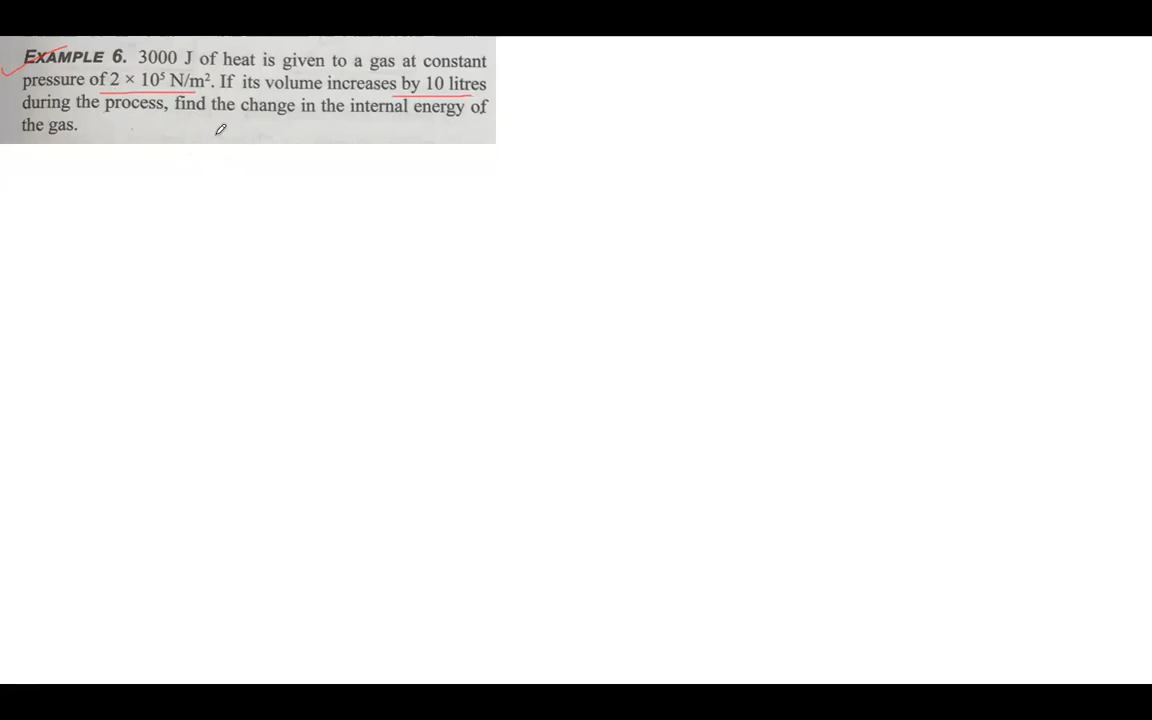 EXAMPLE 6. 3000 J of heat is given to a gas at constant
pressure of 2 × 10⁵ N/m². If its volume increases by 10 litres
during the process, find the change in the internal energy of
the gas.